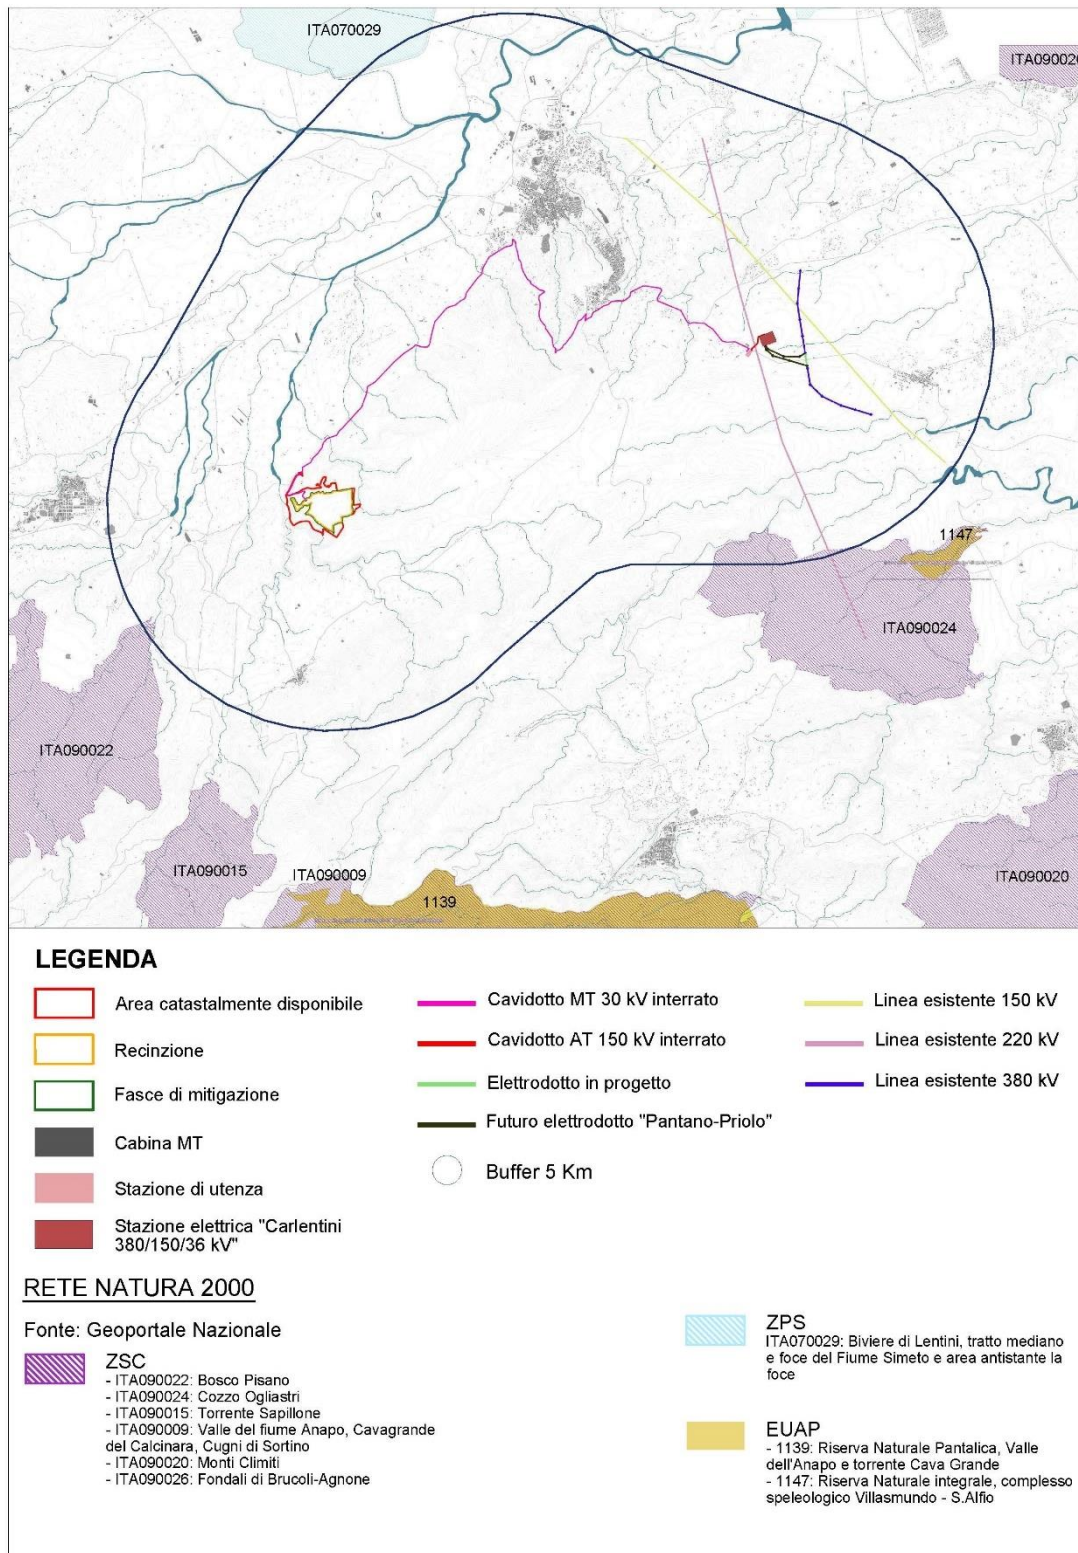 ITA070029
ITA090026
1147
ITA090024
ITA090022
ITA090015
ITA090009
1139
ITA090020
LEGENDA
Area catastalmente disponibile
Recinzione
Fasce di mitigazione
Cabina MT
Stazione di utenza
Stazione elettrica "Carlentini
380/150/36 kV"
Cavidotto MT 30 kV interrato
Cavidotto AT 150 kV interrato
Elettrodotto in progetto
Futuro elettrodotto "Pantano-Priolo"
Buffer 5 Km
Linea esistente 150 kV
Linea esistente 220 kV
Linea esistente 380 kV
RETE NATURA 2000
Fonte: Geoportale Nazionale
ZSC
- ITA090022: Bosco Pisano
- ITA090024: Cozzo Ogliastri
- ITA090015: Torrente Sapillone
- ITA090009: Valle del fiume Anapo, Cavagrande
del Calcinara, Cugni di Sortino
- ITA090020: Monti Climiti
- ITA090026: Fondali di Brucoli-Agnone
ZPS
ITA070029: Biviere di Lentini, tratto mediano
e foce del Fiume Simeto e area antistante la
foce
EUAP
- 1139: Riserva Naturale Pantalica, Valle
dell'Anapo e torrente Cava Grande
- 1147: Riserva Naturale integrale, complesso
speleologico Villasmundo - S.Alfio